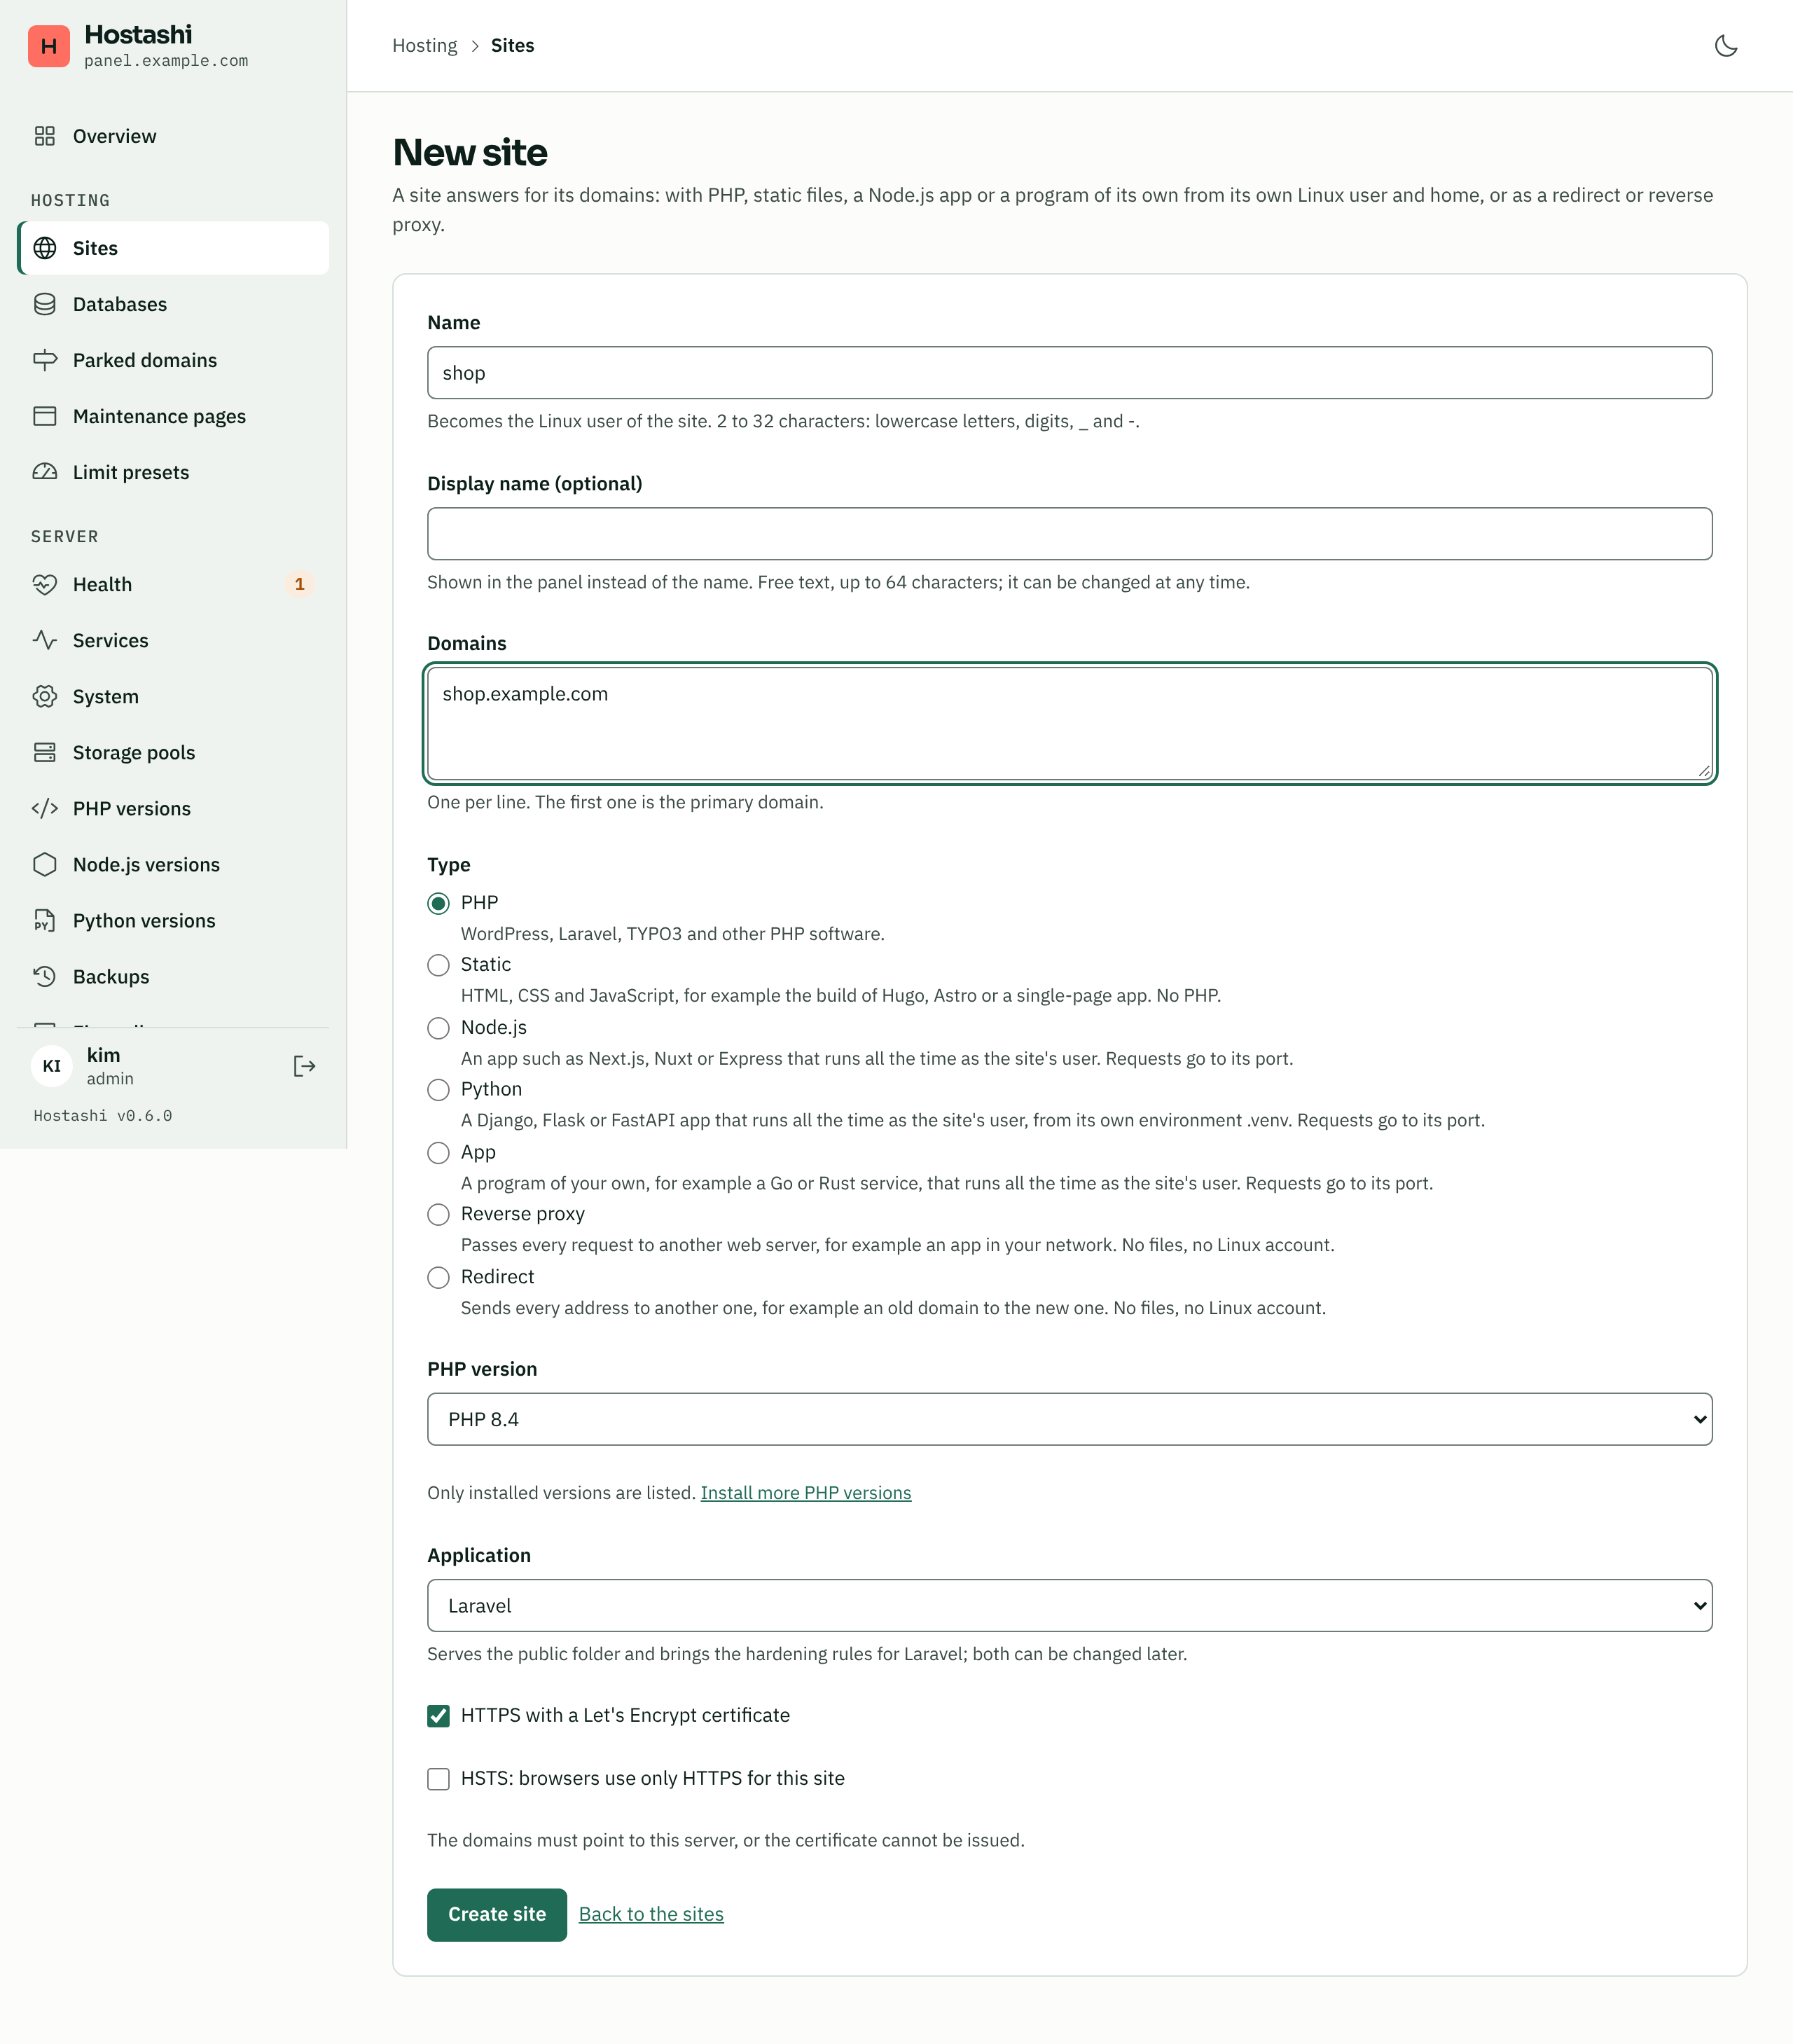 H
Hostashi
panel.example.com
Overview
HOSTING
Sites
Databases
Parked domains
Maintenance pages
Limit presets
SERVER
Health 1
Services
System
Storage pools
PHP versions
Node.js versions
PY Python versions
Backups
KI
kim
admin
Hostashi v0.6.0
Hosting > Sites
New site
A site answers for its domains: with PHP, static files, a Node.js app or a program of its own from its own Linux user and home, or as a redirect or reverse
proxy.
Name
shop
Becomes the Linux user of the site. 2 to 32 characters: lowercase letters, digits, _ and -.
Display name (optional)
Shown in the panel instead of the name. Free text, up to 64 characters; it can be changed at any time.
Domains
shop.example.com
One per line. The first one is the primary domain.
Type
PHP
WordPress, Laravel, TYPO3 and other PHP software.
Static
HTML, CSS and JavaScript, for example the build of Hugo, Astro or a single-page app. No PHP.
Node.js
An app such as Next.js, Nuxt or Express that runs all the time as the site's user. Requests go to its port.
Python
A Django, Flask or FastAPI app that runs all the time as the site's user, from its own environment .venv. Requests go to its port.
App
A program of your own, for example a Go or Rust service, that runs all the time as the site's user. Requests go to its port.
Reverse proxy
Passes every request to another web server, for example an app in your network. No files, no Linux account.
Redirect
Sends every address to another one, for example an old domain to the new one. No files, no Linux account.
PHP version
PHP 8.4
Only installed versions are listed. Install more PHP versions
Application
Laravel
Serves the public folder and brings the hardening rules for Laravel; both can be changed later.
HTTPS with a Let's Encrypt certificate
HSTS: browsers use only HTTPS for this site
The domains must point to this server, or the certificate cannot be issued.
Create site
Back to the sites